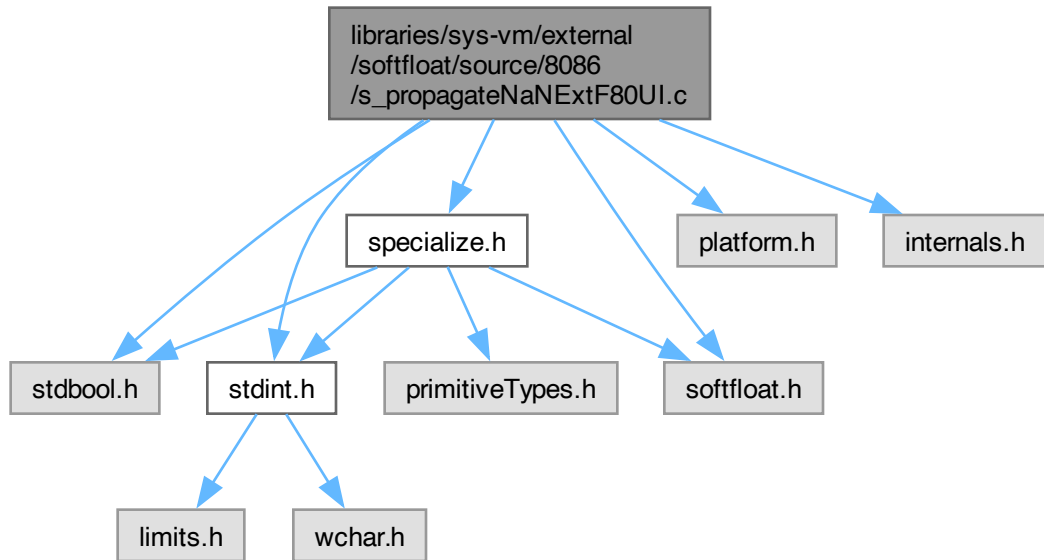 libraries/sys-vm/external
/softfloat/source/8086
/s_propagateNaNExtF80UI.c
specialize.h
platform.h
internals.h
stdbool.h
stdint.h
primitiveTypes.h
softfloat.h
limits.h
wchar.h